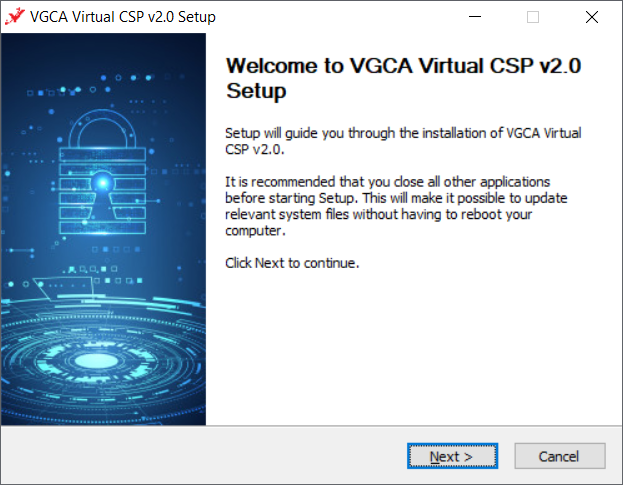 VGCA Virtual CSP v2.0 Setup
Welcome to VGCA Virtual CSP v2.0
Setup
Setup will guide you through the installation of VGCA Virtual
CSP v2.0.
It is recommended that you close all other applications
before starting Setup. This will make it possible to update
relevant system files without having to reboot your
computer.
Click Next to continue.
Next >
Cancel